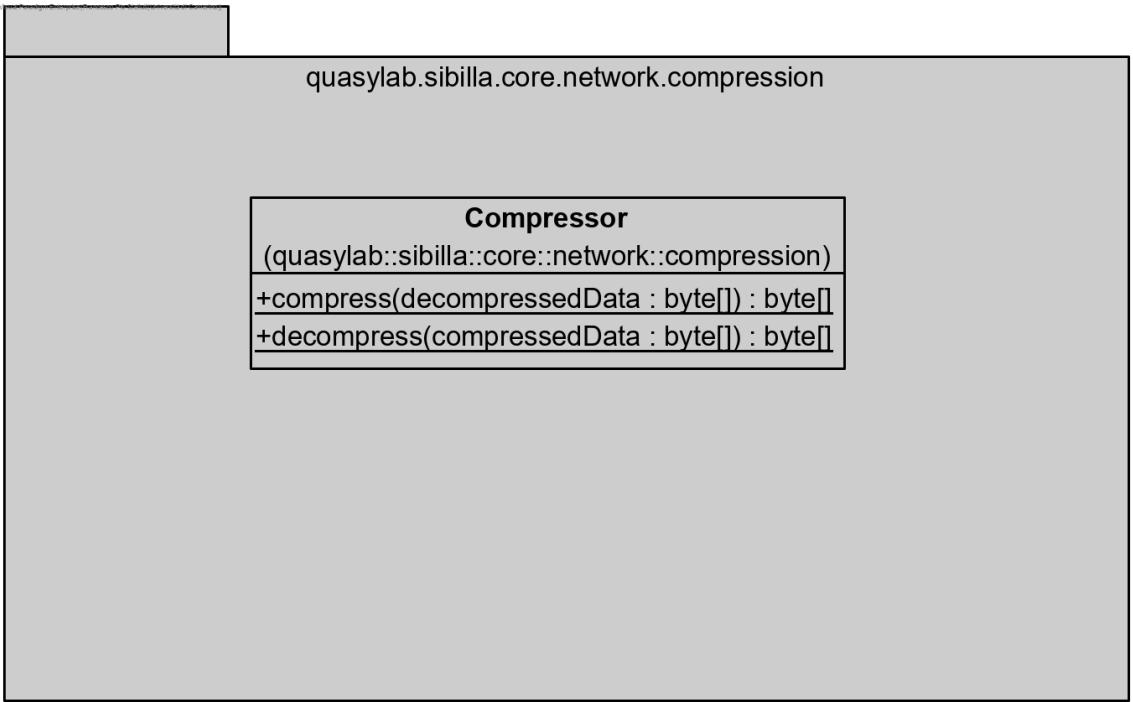 quasylab.sibilla.core.network.compression
Compressor
(quasylab::sibilla::core::network::compression)
+compress(decompressedData : byte[]) : byte[]
+decompress(compressedData : byte[]) : byte[]